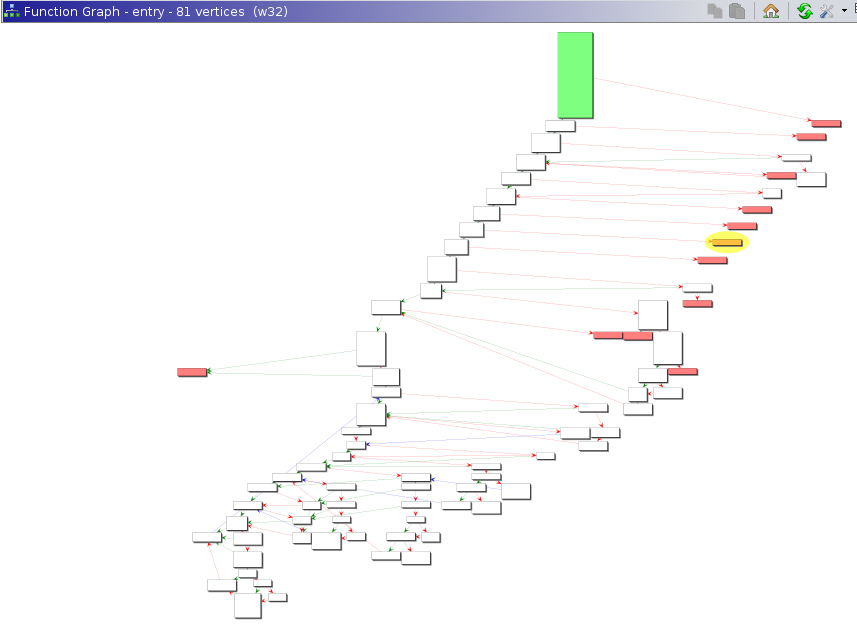 Function Graph - entry - 81 vertices (w32)